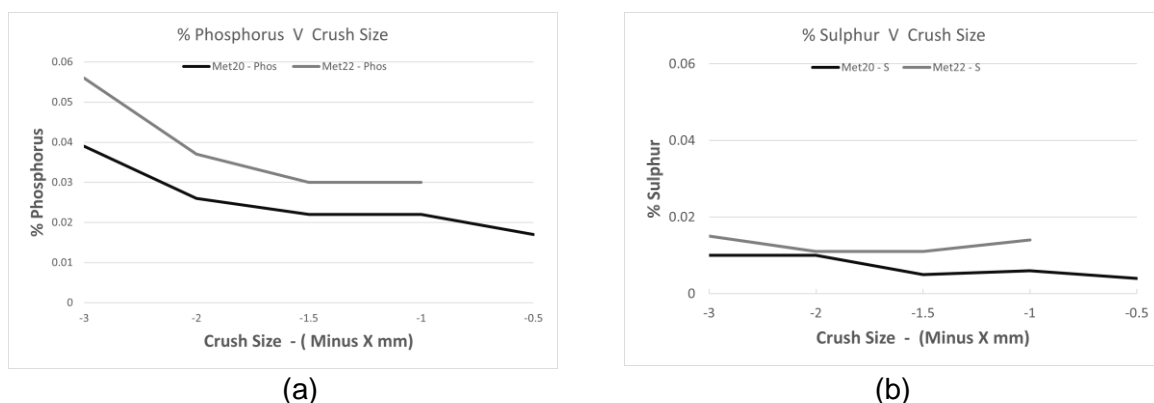 % Phosphorus V Crush Size
Met20 - Phos Met22 - Phos
0.06
0.05
0.04
0.03
0.02
0.01
0
% Phosphorus
-3 -2 -1.5 -1 -0.5
Crush Size - ( Minus X mm)
(a)
% Sulphur V Crush Size
Met20 - S Met22 - S
0.06
0.04
0.02
0
% Sulphur
-3 -2 -1.5 -1 -0.5
Crush Size - (Minus X mm)
(b)